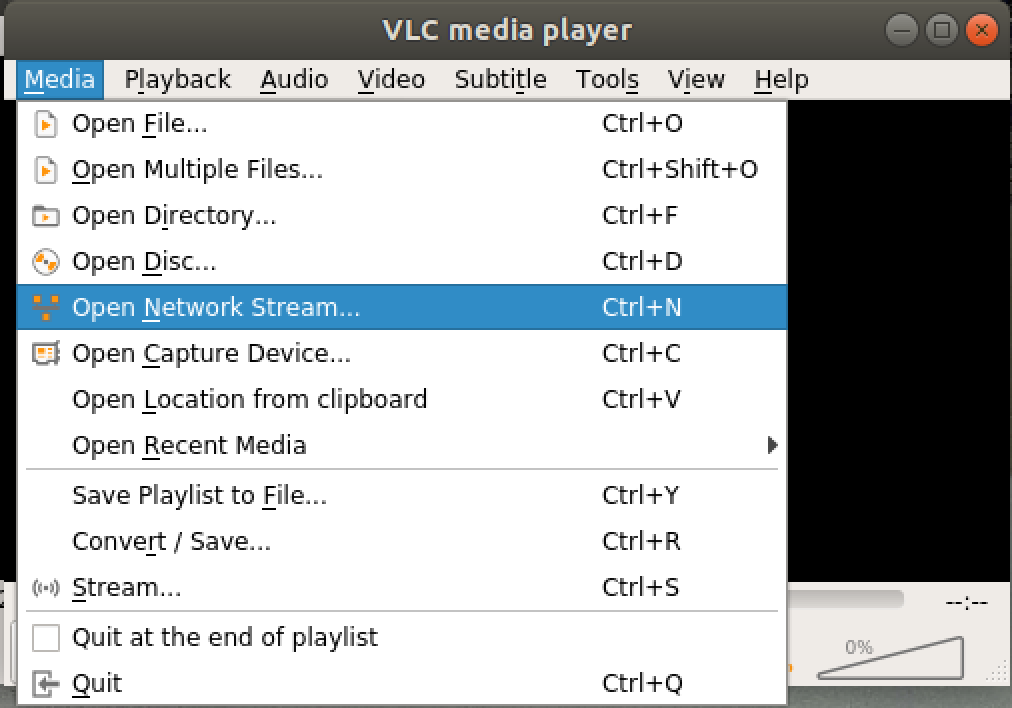 VLC media player
Media Playback Audio Video Subtitle Tools View Help
Open File... Ctrl+O
Open Multiple Files... Ctrl+Shift+O
Open Directory... Ctrl+F
Open Disc... Ctrl+D
Open Network Stream... Ctrl+N
Open Capture Device... Ctrl+C
Open Location from clipboard Ctrl+V
Open Recent Media
Save Playlist to File... Ctrl+Y
Convert / Save... Ctrl+R
Stream... Ctrl+S
--:--
Quit at the end of playlist
0%
Quit Ctrl+Q